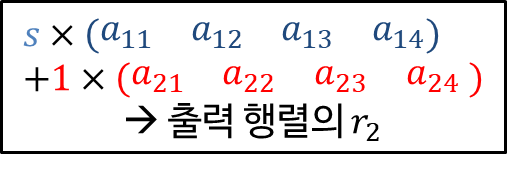 s × (a₁₁ a₁₂ a₁₃ a₁₄)
+1 × (a₂₁ a₂₂ a₂₃ a₂₄ )
→ 출력 행렬의 r₂